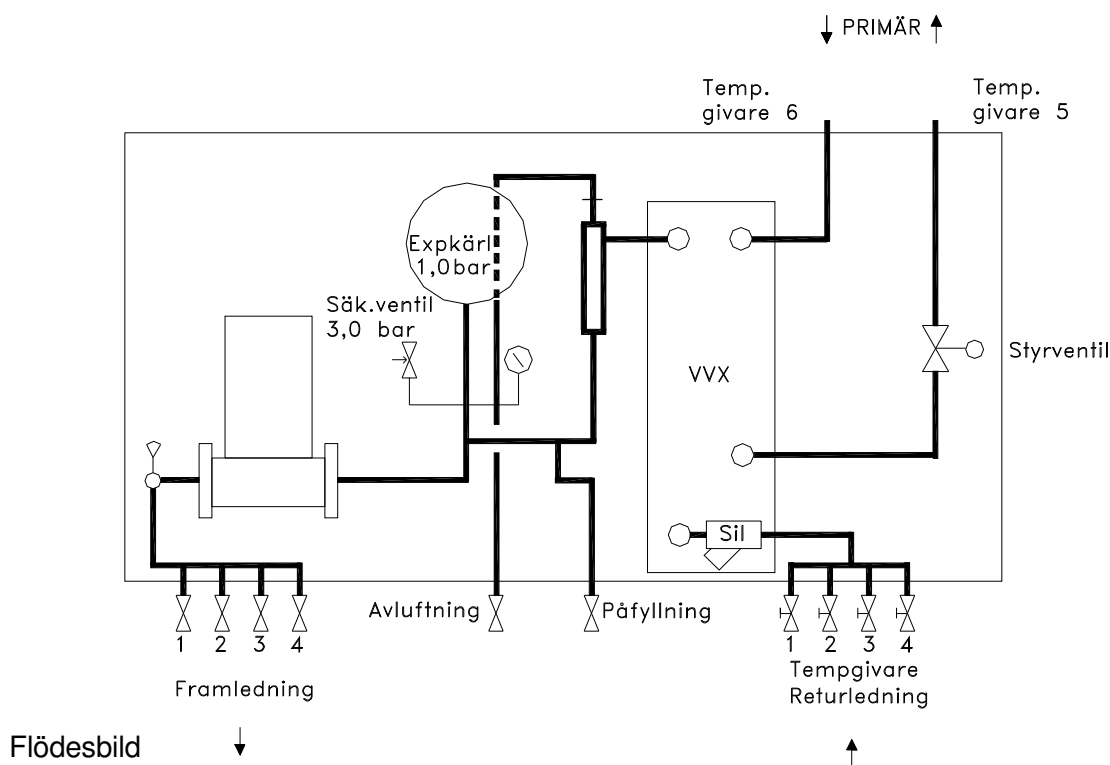 PRIMÄR
Temp.
givare 6
Temp.
givare 5
Expkärl
1,0bar
Säk.ventil
3,0 bar
Styrventil
VVX
Sil
Avluftning
Påfyllning
1 2 3 4
1 2 3 4
Framledning
Tempgivare
Returledning
Flödesbild